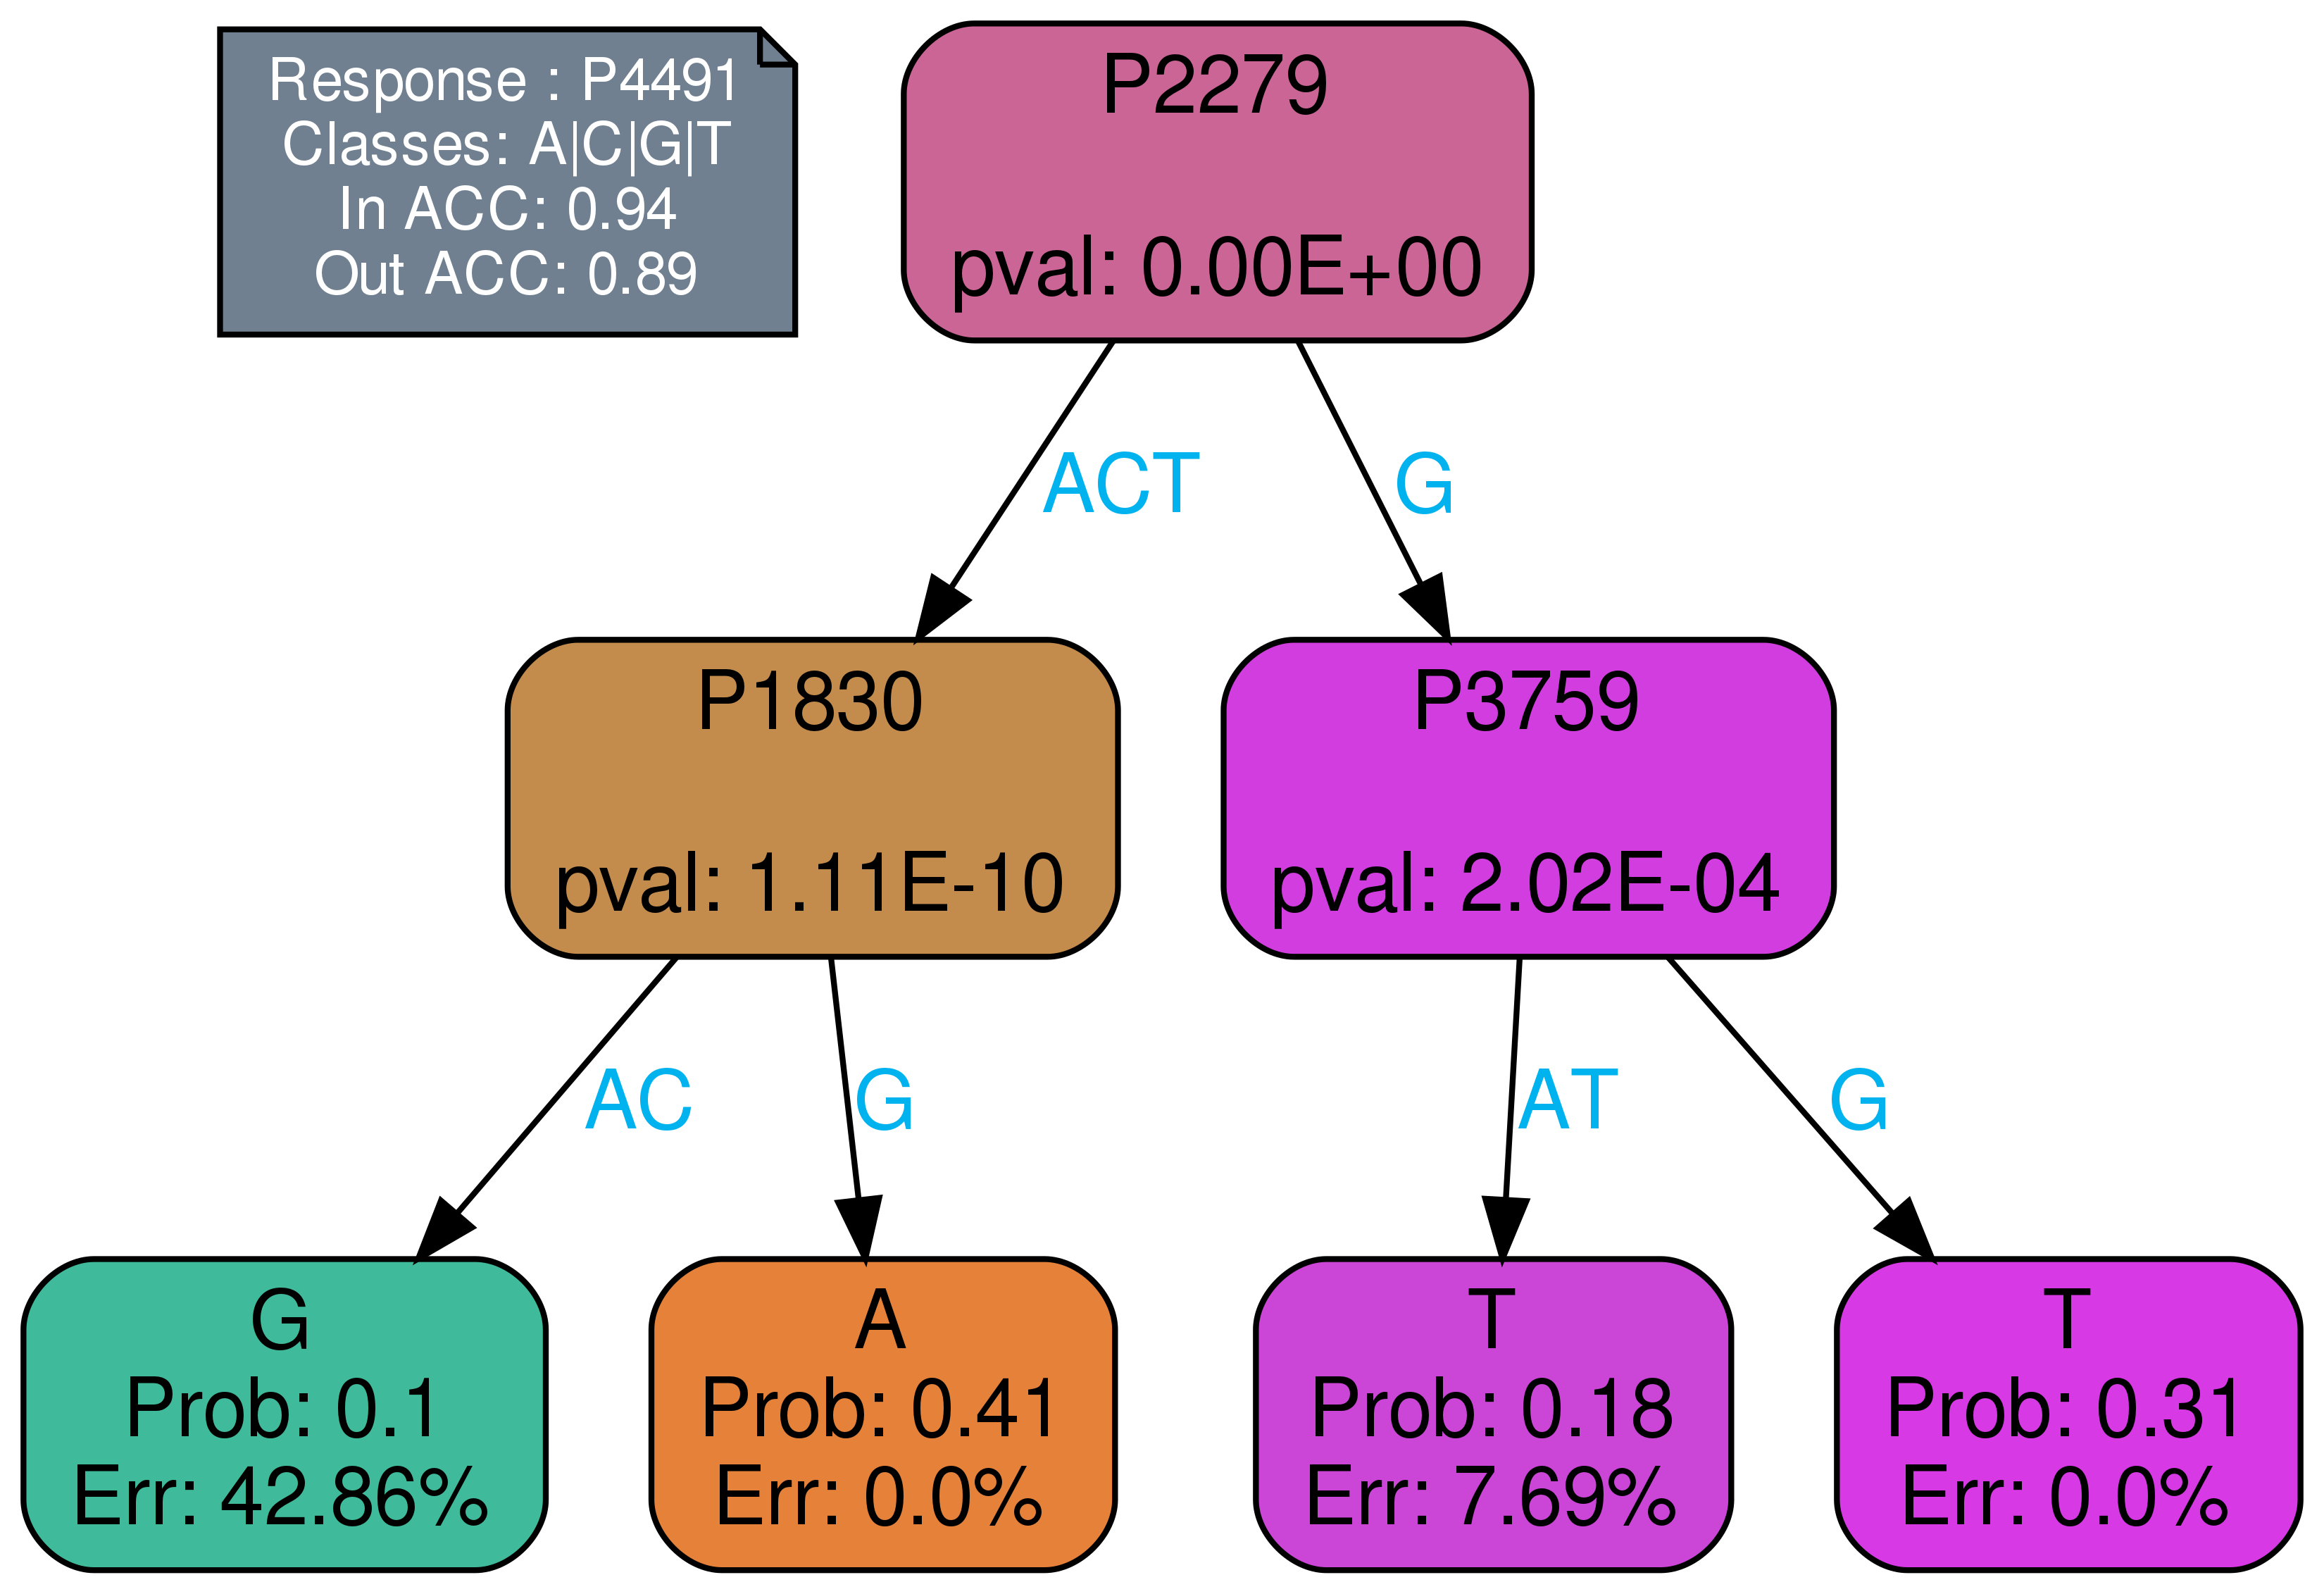 Response : P4491
Classes: A|C|G|T
In ACC: 0.94
Out ACC: 0.89
P2279
pval: 0.00E+00
ACT
G
P1830
pval: 1.11E-10
P3759
pval: 2.02E-04
AC
G
AT
G
G
Prob: 0.1
Err: 42.86%
A
Prob: 0.41
Err: 0.0%
T
Prob: 0.18
Err: 7.69%
T
Prob: 0.31
Err: 0.0%